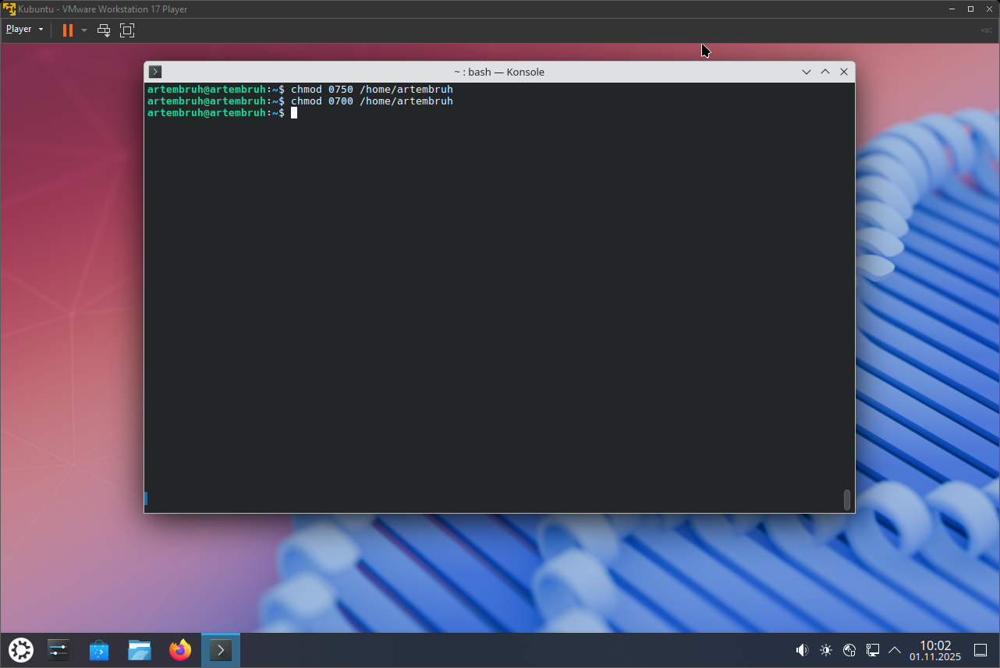 Kubuntu - VMware Workstation 17 Player
Player
~ : bash — Konsole
artembruh@artembruh:~$ chmod 0750 /home/artembruh
artembruh@artembruh:~$ chmod 0700 /home/artembruh
artembruh@artembruh:~$
10:02
01.11.2025